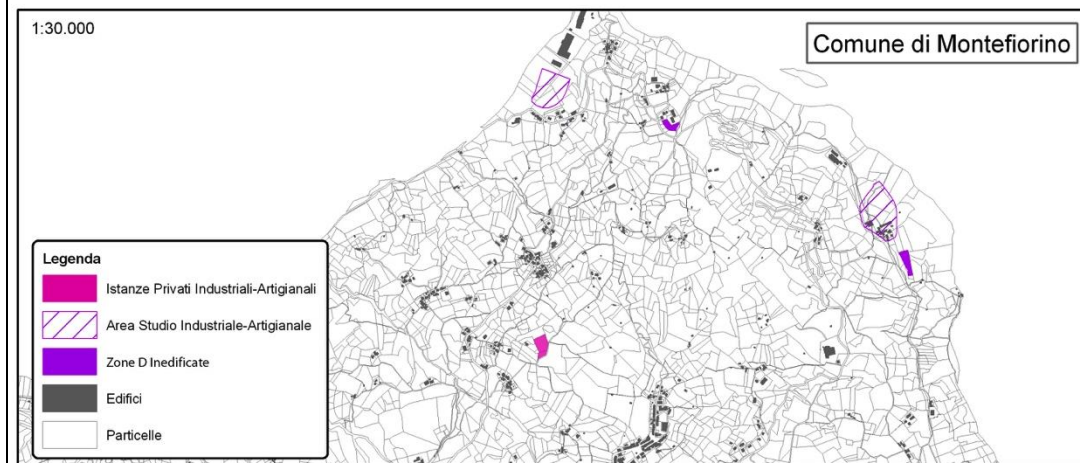 1:30.000
Comune di Montefiorino
Legenda
Istanze Privati Industriali-Artigianali
Area Studio Industriale-Artigianale
Zone D Inedificate
Edifici
Particelle